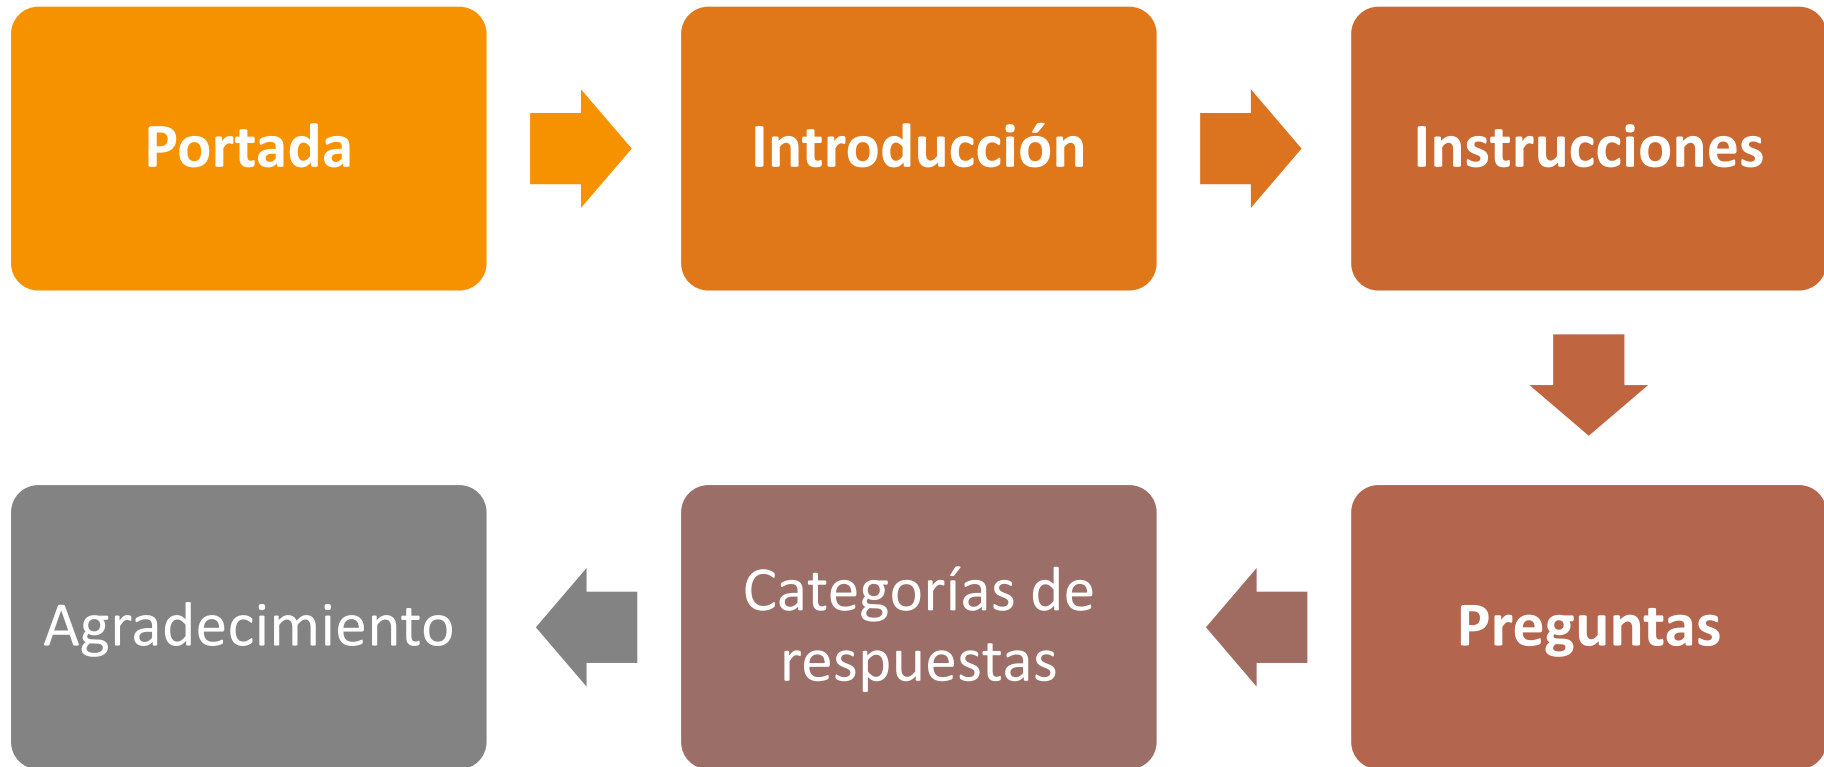 Portada
Introducción
Instrucciones
Preguntas
Categorías de
respuestas
Agradecimiento